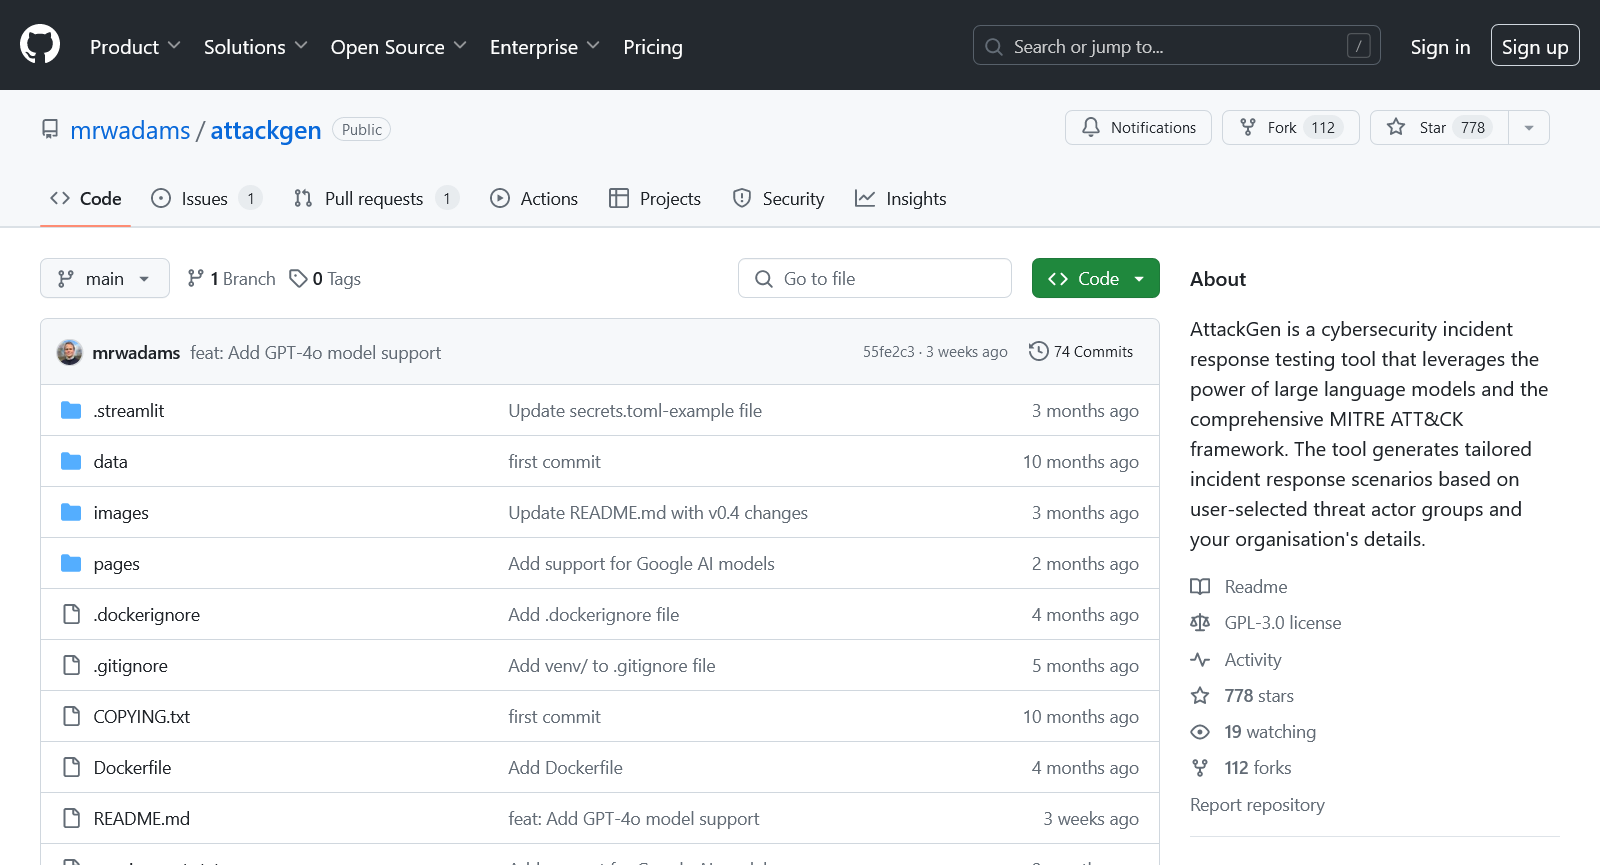 Product Solutions Open Source Enterprise Pricing Search or jump to... / Sign in Sign up
mrwadams / attackgen Public Notifications Fork 112 Star 778
Code Issues 1 Pull requests 1 Actions Projects Security Insights
main 1 Branch 0 Tags Go to file Code
mrwadams feat: Add GPT-4o model support 55fe2c3 · 3 weeks ago 74 Commits
.streamlit Update secrets.toml-example file 3 months ago
data first commit 10 months ago
images Update README.md with v0.4 changes 3 months ago
pages Add support for Google AI models 2 months ago
.dockerignore Add .dockerignore file 4 months ago
.gitignore Add venv/ to .gitignore file 5 months ago
COPYING.txt first commit 10 months ago
Dockerfile Add Dockerfile 4 months ago
README.md feat: Add GPT-4o model support 3 weeks ago
About
AttackGen is a cybersecurity incident
response testing tool that leverages the
power of large language models and the
comprehensive MITRE ATT&CK
framework. The tool generates tailored
incident response scenarios based on
user-selected threat actor groups and
your organisation's details.
Readme
GPL-3.0 license
Activity
778 stars
19 watching
112 forks
Report repository